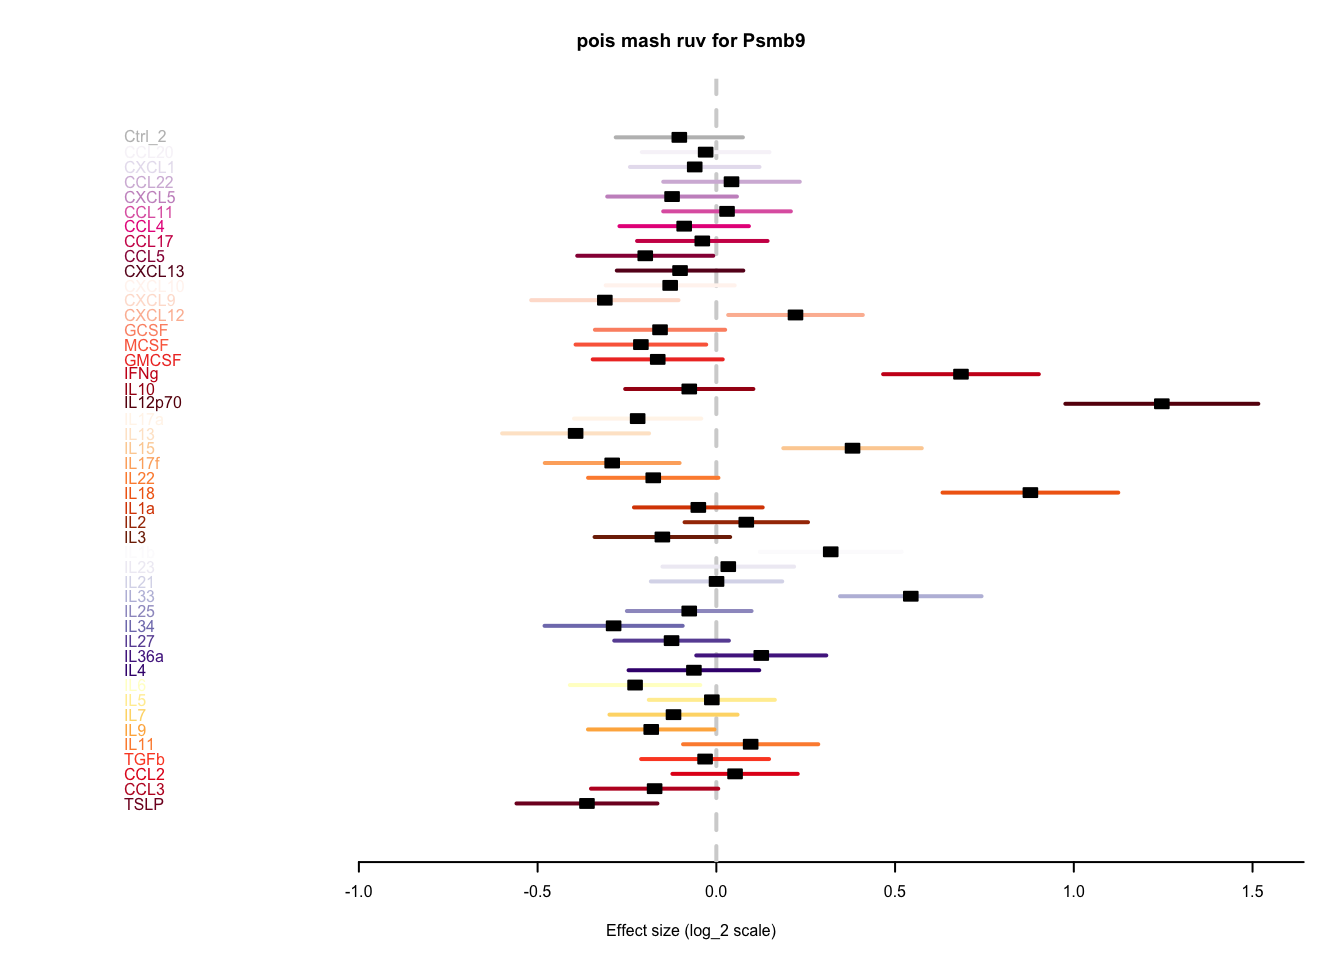 pois mash ruv for Psmb9
Ctrl_2
CCL20
CXCL1
CCL22
CXCL5
CCL11
CCL4
CCL17
CCL5
CXCL13
CXCL10
CXCL9
CXCL12
GCSF
MCSF
GMCSF
IFNg
IL10
IL12p70
IL17a
IL13
IL15
IL17f
IL22
IL18
IL1a
IL2
IL3
IL23
IL21
IL33
IL25
IL34
IL27
IL36a
IL4
IL6
IL5
IL7
IL9
IL11
TGFb
CCL2
CCL3
TSLP
-1.0 -0.5 0.0 0.5 1.0 1.5
Effect size (log_2 scale)